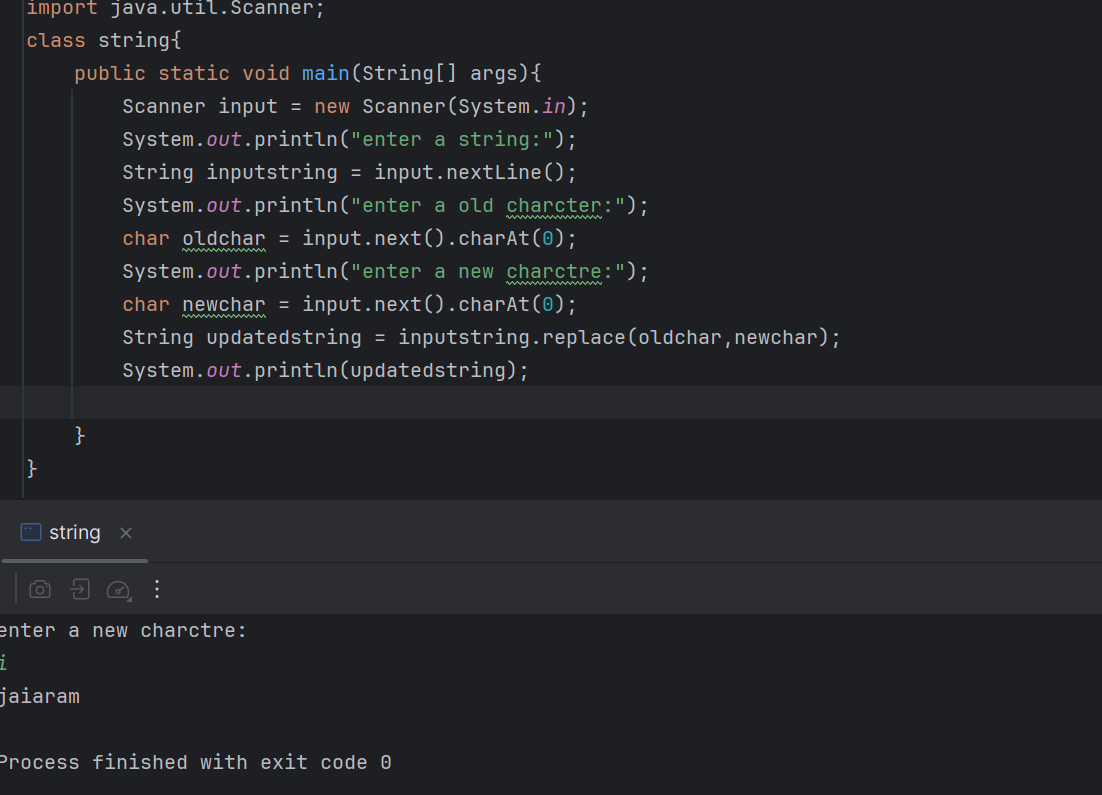 import java.util.Scanner;
class string{
public static void main(String[] args){
Scanner input = new Scanner(System.in);
System.out.println("enter a string:");
String inputstring = input.nextLine();
System.out.println("enter a old charcter:");
char oldchar = input.next().charAt(0);
System.out.println("enter a new charctre:");
char newchar = input.next().charAt(0);
String updatedstring = inputstring.replace(oldchar,newchar);
System.out.println(updatedstring);
}
}
string
enter a new charctre:
i
jaiaram
Process finished with exit code 0